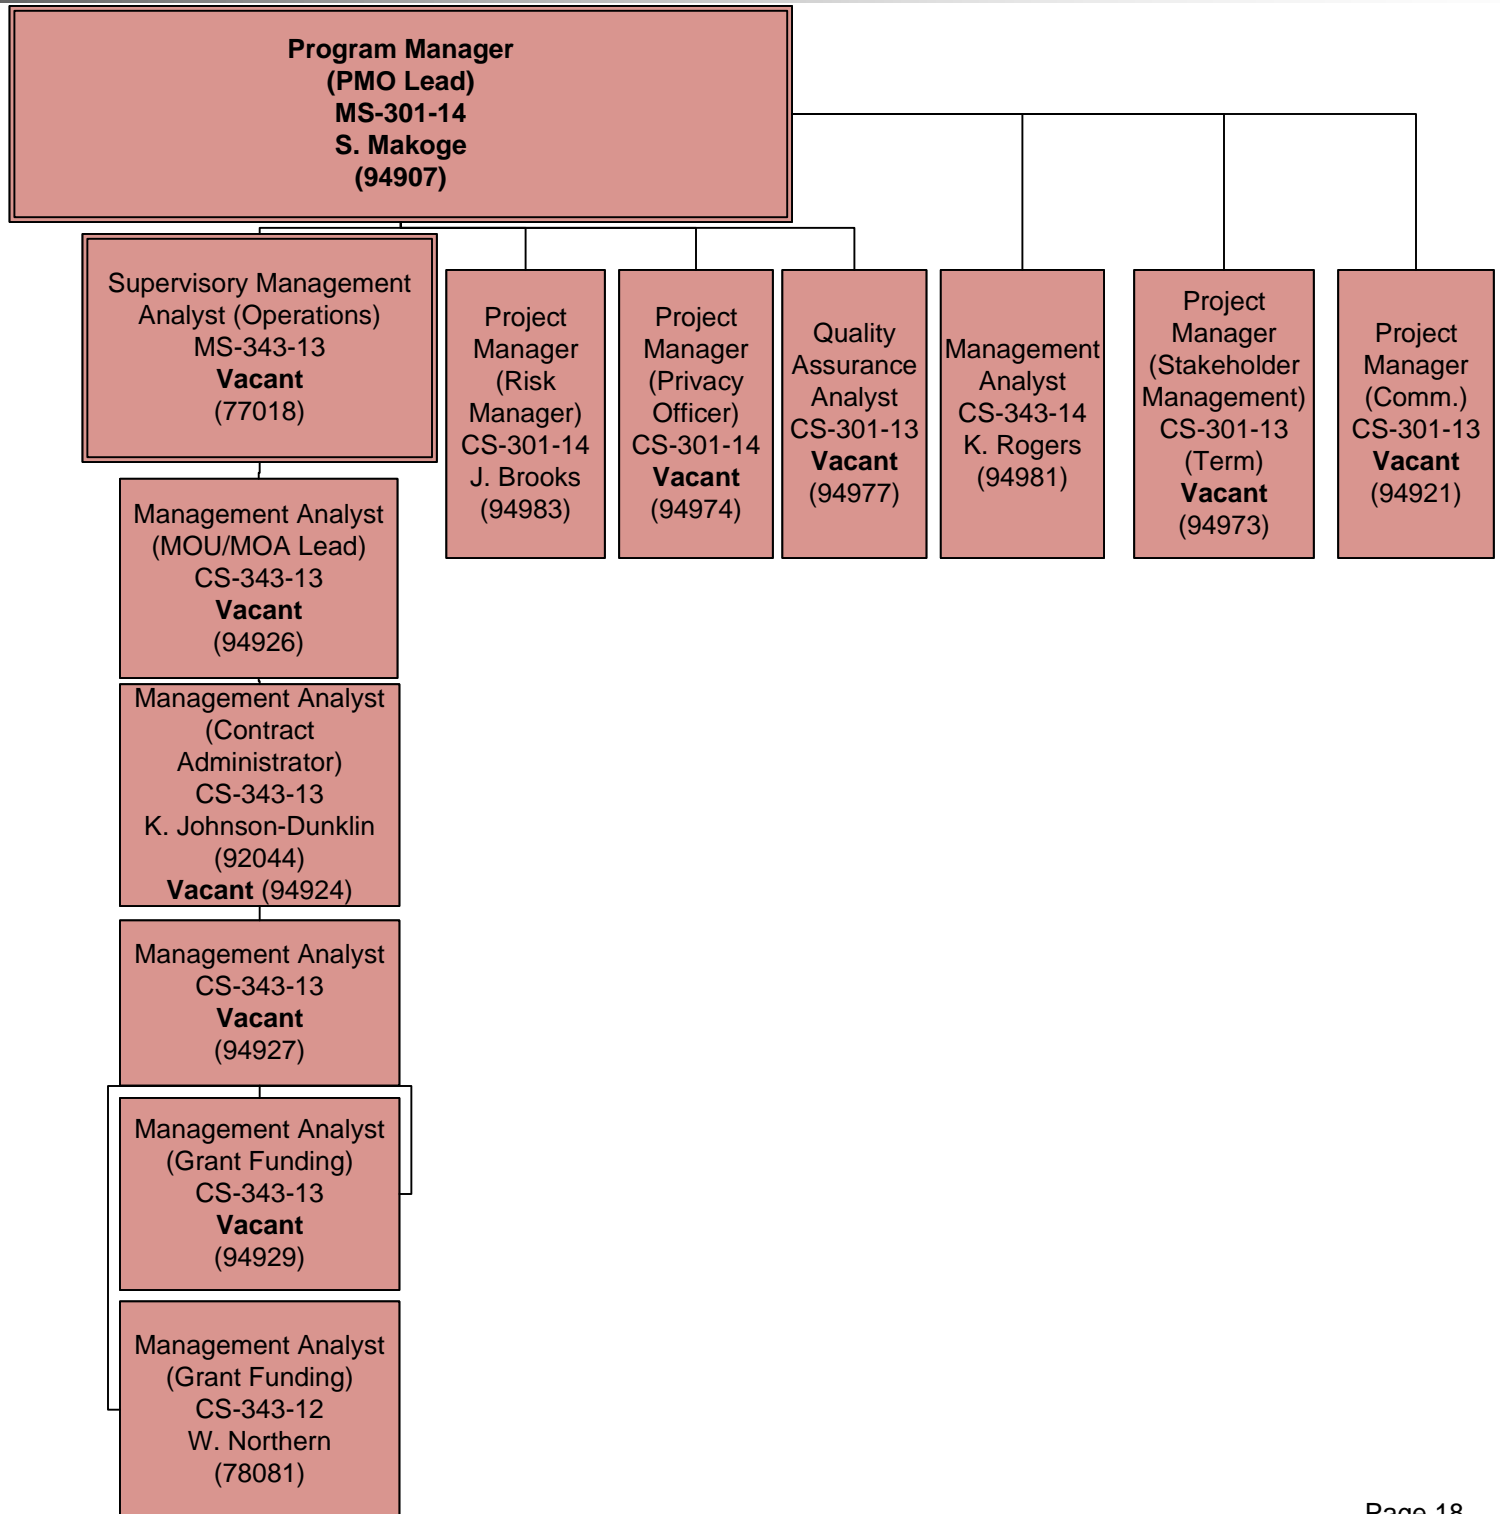 Program Manager
(PMO Lead)
MS-301-14
S. Makoge
(94907)
Supervisory Management
Analyst (Operations)
MS-343-13
Vacant
(77018)
Project
Manager
(Risk
Manager)
CS-301-14
J. Brooks
(94983)
Project
Manager
(Privacy
Officer)
CS-301-14
Vacant
(94974)
Quality
Assurance
Analyst
CS-301-13
Vacant
(94977)
Management
Analyst
CS-343-14
K. Rogers
(94981)
Project
Manager
(Stakeholder
Management)
CS-301-13
(Term)
Vacant
(94973)
Project
Manager
(Comm.)
CS-301-13
Vacant
(94921)
Management Analyst
(MOU/MOA Lead)
CS-343-13
Vacant
(94926)
Management Analyst
(Contract
Administrator)
CS-343-13
K. Johnson-Dunklin
(92044)
Vacant (94924)
Management Analyst
CS-343-13
Vacant
(94927)
Management Analyst
(Grant Funding)
CS-343-13
Vacant
(94929)
Management Analyst
(Grant Funding)
CS-343-12
W. Northern
(78081)
Page 18